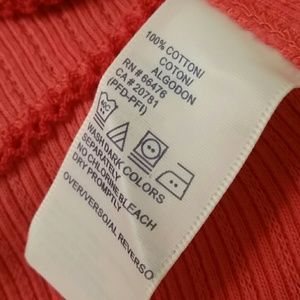 100% COTTON/
COTON/
ALGODON
RN # 66476
CA # 20781
(PFD-PFI)
WASH DARK COLORS
SEPARATELY
NO CHLORINE BLEACH
DRY PROMPTLY
OVER/VERSO/AL REVERSO